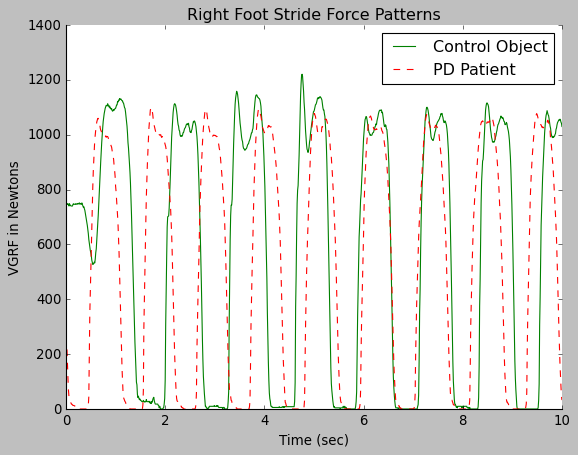 Right Foot Stride Force Patterns
1400
1200
1000
800
600
400
200
0
VGRF in Newtons
Control Object
PD Patient
0 2 4 6 8 10
Time (sec)